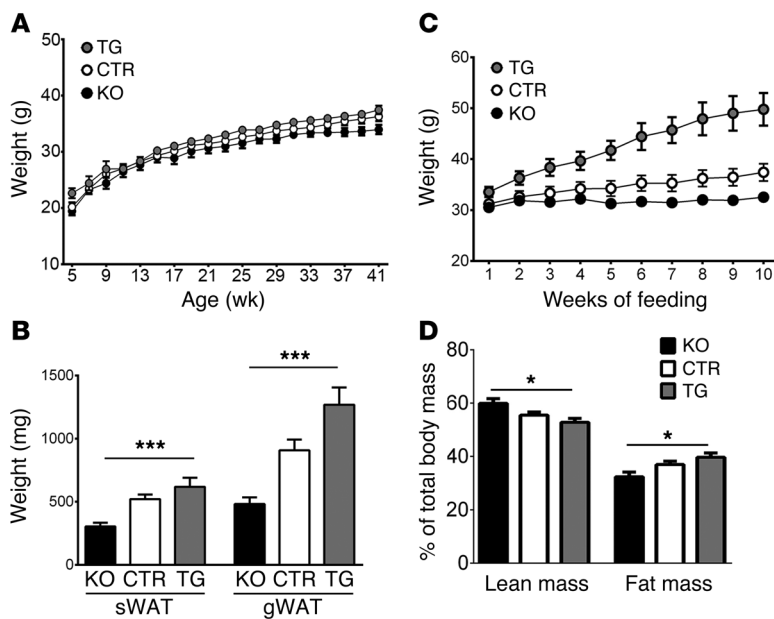 A
Weight (g)
50
40
30
20
10
TG
CTR
KO
5 9 13 17 21 25 29 33 37 41
Age (wk)
C
Weight (g)
60
50
40
30
20
TG
CTR
KO
1 2 3 4 5 6 7 8 9 10
Weeks of feeding
B
Weight (mg)
1500
1000
500
0
***
***
KO CTR TG KO CTR TG
sWAT gWAT
D
% of total body mass
80
60
40
20
0
KO
CTR
TG
*
*
Lean mass Fat mass